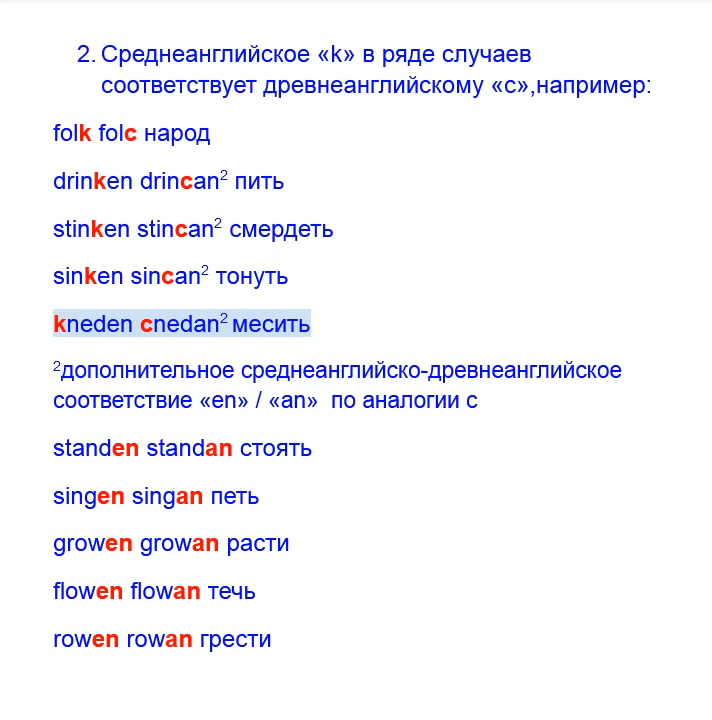 2. Среднеанглийское «k» в ряде случаев
соответствует древнеанглийскому «c»,например:
folk folc народ
drinken drincan² пить
stinken stincan² смердеть
sinken sincan² тонуть
kneden cnedan² месить
²дополнительное среднеанглийско-древнеанглийское
соответствие «en» / «an» по аналогии с
standen standan стоять
singen singan петь
growen growan расти
flowen flowan течь
rowen rowan грести